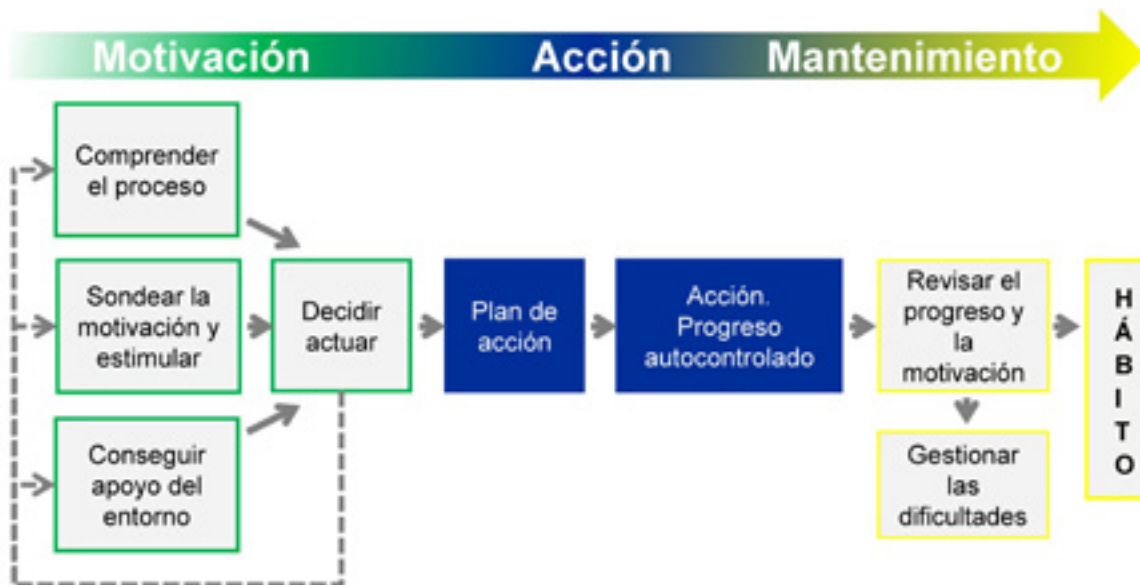 Motivación Acción Mantenimiento
Comprender
el proceso
Sondear la
motivación y
estimular
Conseguir
apoyo del
entorno
Decidir
actuar
Plan de
acción
Acción.
Progreso
autocontrolado
Revisar el
progreso y
la
motivación
Gestionar
las
dificultades
H
Á
B
I
T
O